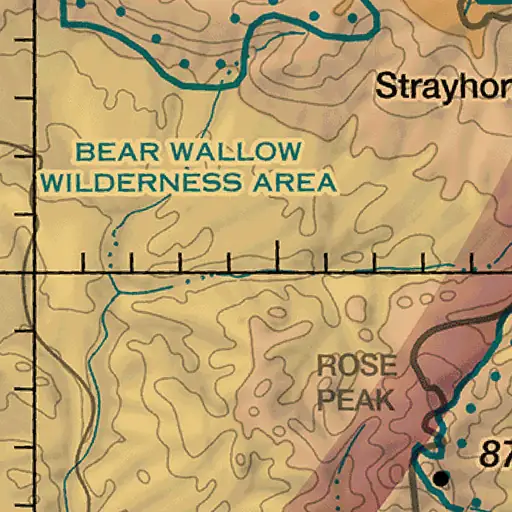 Strayhor
BEAR WALLOW
WILDERNESS AREA
ROSE
PEAK
87